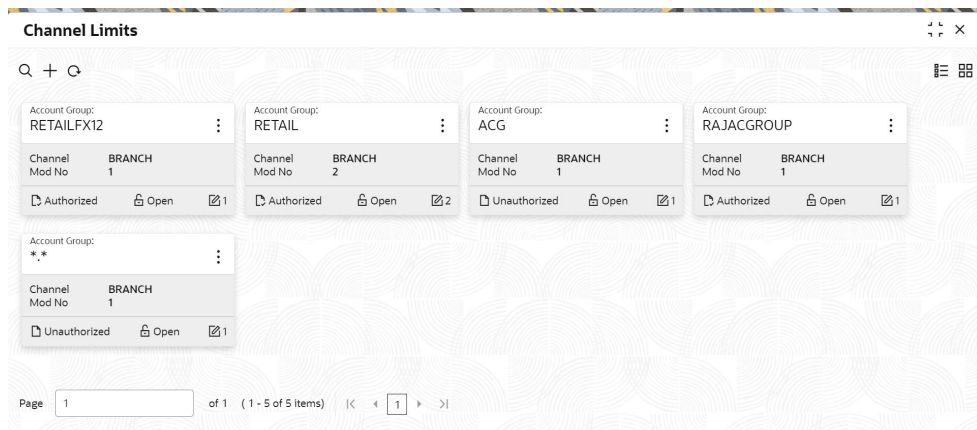 Channel Limits
Account Group:
RETAILFX12
Channel BRANCH
Mod No 1
Authorized Open 1
Account Group:
RETAIL
Channel BRANCH
Mod No 2
Authorized Open 2
Account Group:
ACG
Channel BRANCH
Mod No 1
Unauthorized Open 1
Account Group:
RAJACGROUP
Channel BRANCH
Mod No 1
Authorized Open 1
Account Group:
*.*
Channel BRANCH
Mod No 1
Unauthorized Open 1
Page 1 of 1 ( 1 - 5 of 5 items) 1